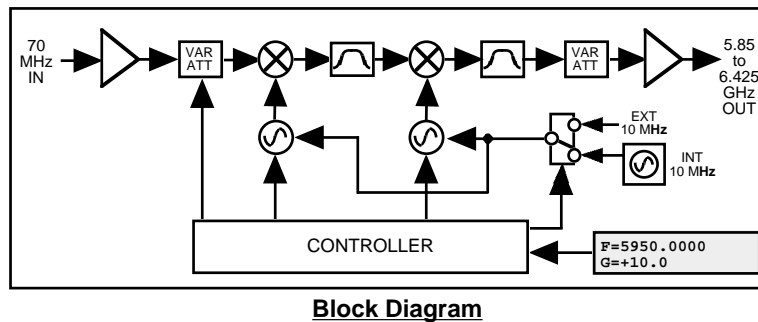 70
MHz
IN
VAR
ATT
VAR
ATT
5.85
to
6.425
GHz
OUT
EXT
10 MHz
INT
10 MHz
CONTROLLER
F=5950.0000
G=+10.0
Block Diagram